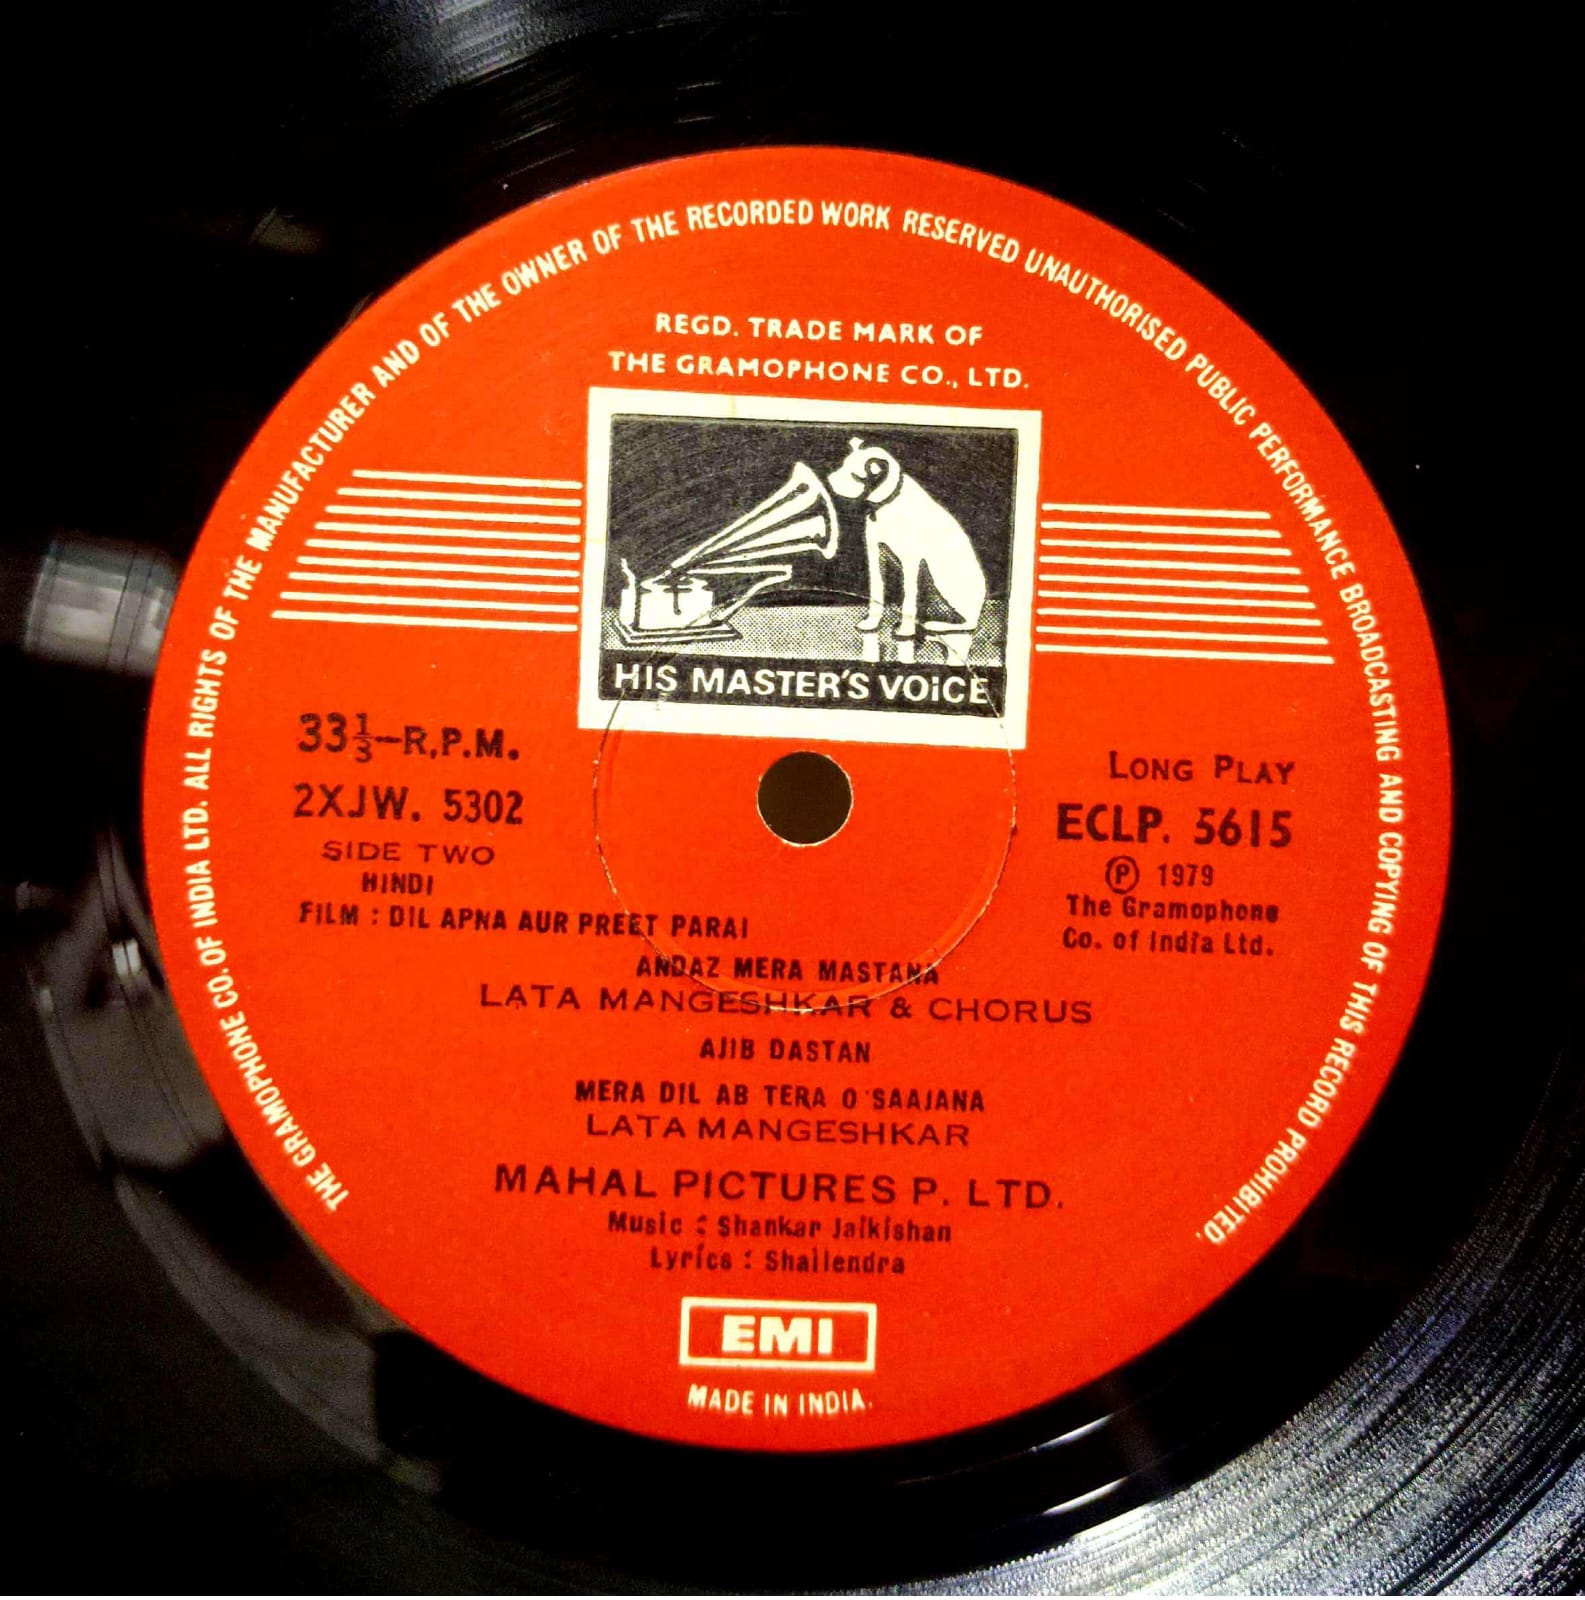 THE GRAMOPHONE CO. OF INDIA LTD. ALL RIGHTS OF THE MANUFACTURER AND OF THE OWNER OF THE RECORDED WORK RESERVED UNAUTHORISED PUBLIC PERFORMANCE BROADCASTING AND COPYING OF THIS RECORD PROHIBITED.
REGD. TRADE MARK OF
THE GRAMOPHONE CO., LTD.
HIS MASTER'S VOiCE
33⅓–R.P.M.
2XJW. 5302
SIDE TWO
HINDI
LONG PLAY
ECLP. 5615
℗ 1979
The Gramophone
Co. of India Ltd.
FILM : DIL APNA AUR PREET PARAI
ANDAZ MERA MASTANA
LATA MANGESHKAR & CHORUS
AJIB DASTAN
MERA DIL AB TERA O'SAAJANA
LATA MANGESHKAR
MAHAL PICTURES P. LTD.
Music : Shankar Jaikishan
Lyrics : Shailendra
EMI
MADE IN INDIA.